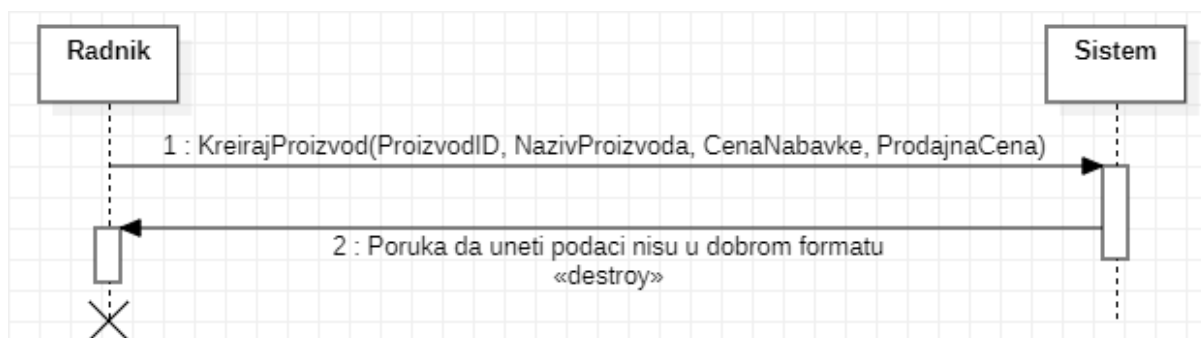 Radnik
Sistem
1 : KreirajProizvod(ProizvodID, NazivProizvoda, CenaNabavke, ProdajnaCena)
2 : Poruka da uneti podaci nisu u dobrom formatu
«destroy»